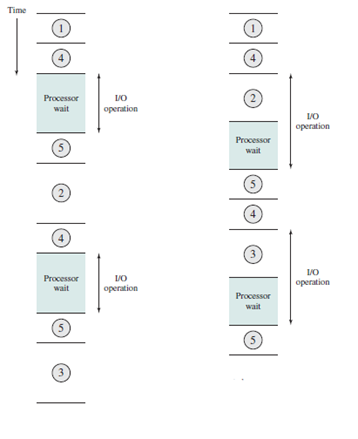 Time
1
4
Processor
wait
I/O
operation
5
2
4
Processor
wait
I/O
operation
5
3
1
4
2
I/O
operation
Processor
wait
5
4
3
I/O
operation
Processor
wait
5